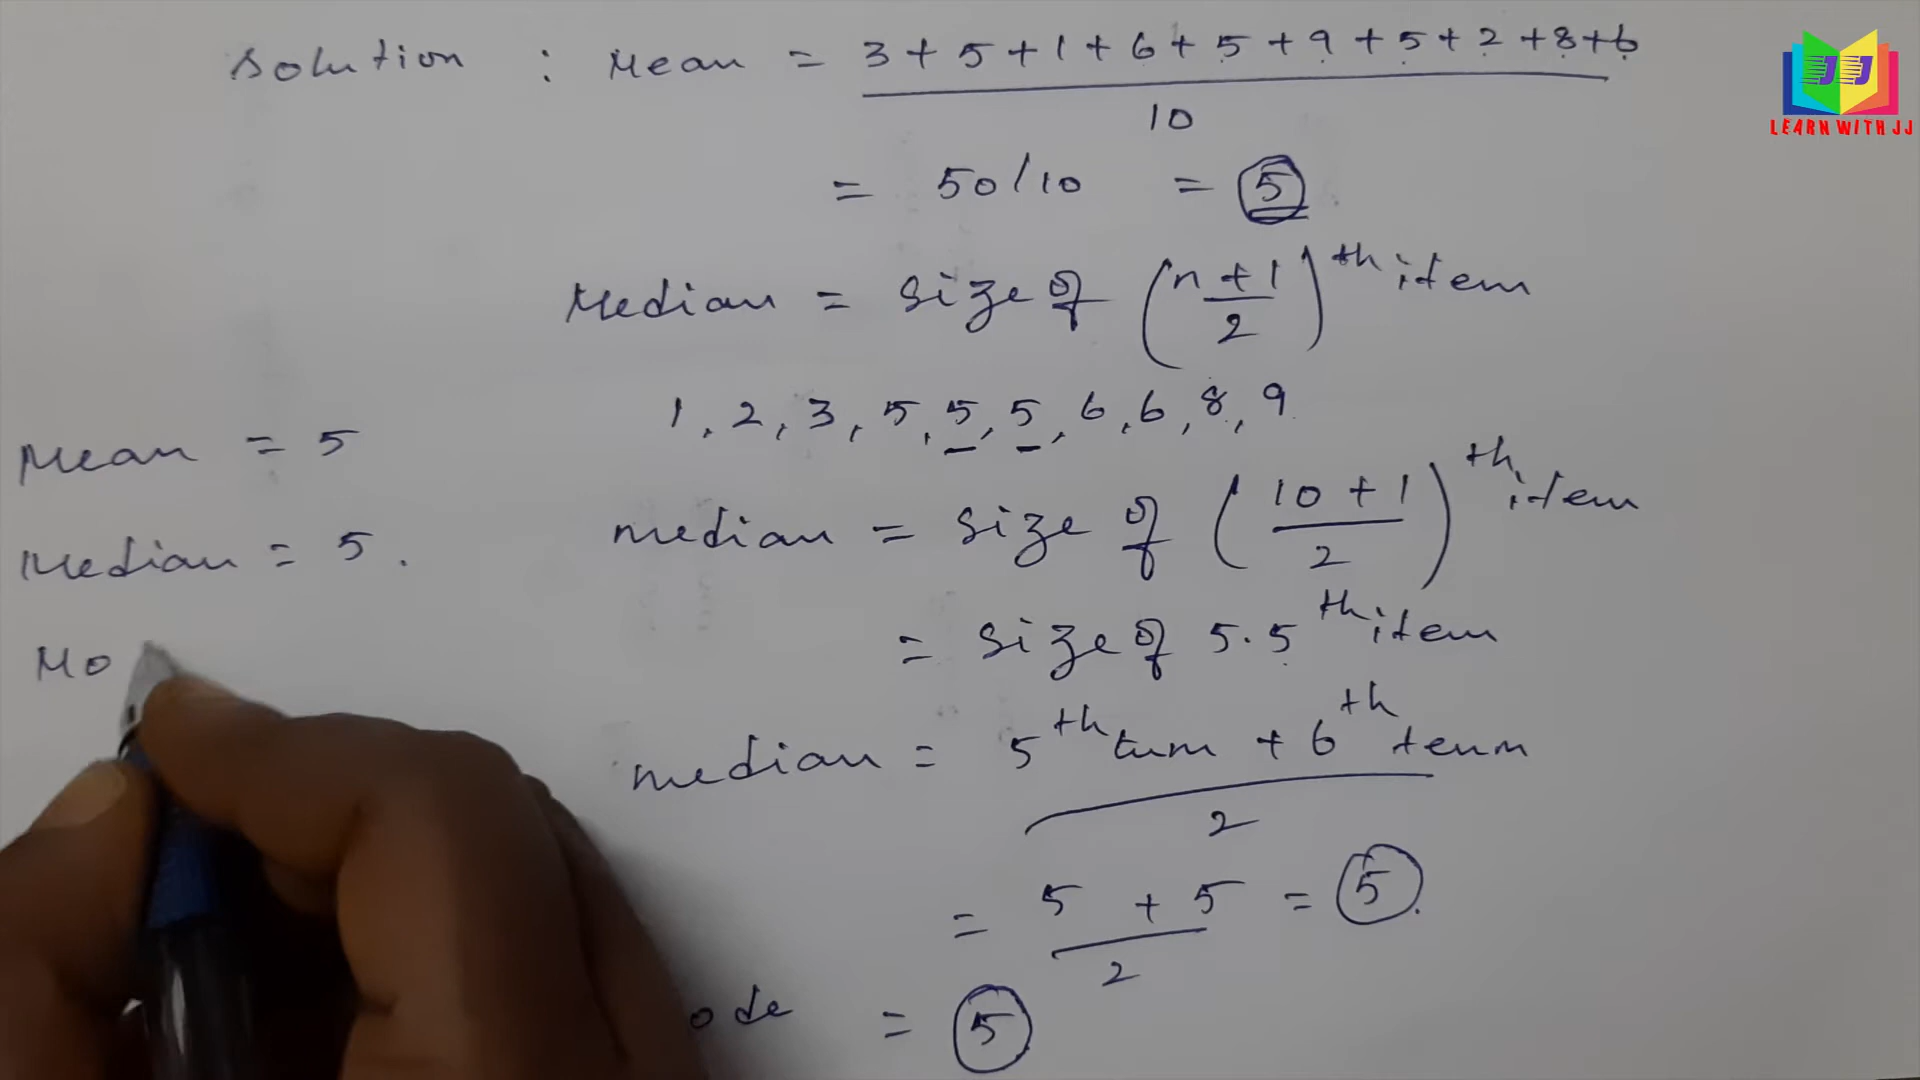 Solution : Mean = 3 + 5 + 1 + 6 + 5 + 9 + 5 + 2 + 8 + 6
10
= 50/10 = 5
Median = size of (n + 1 / 2)th item
1, 2, 3, 5, 5, 5, 6, 6, 8, 9
median = size of (10 + 1 / 2)th item
= size of 5.5th item
median = 5th term + 6th term
2
= 5 + 5 = 5
2
ode = 5
Mean = 5
Median = 5.
Mo
LEARN WITH JJ
JJ